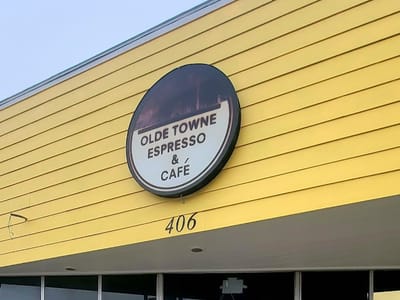 OLDE TOWNE
ESPRESSO
&
CAFÉ
406